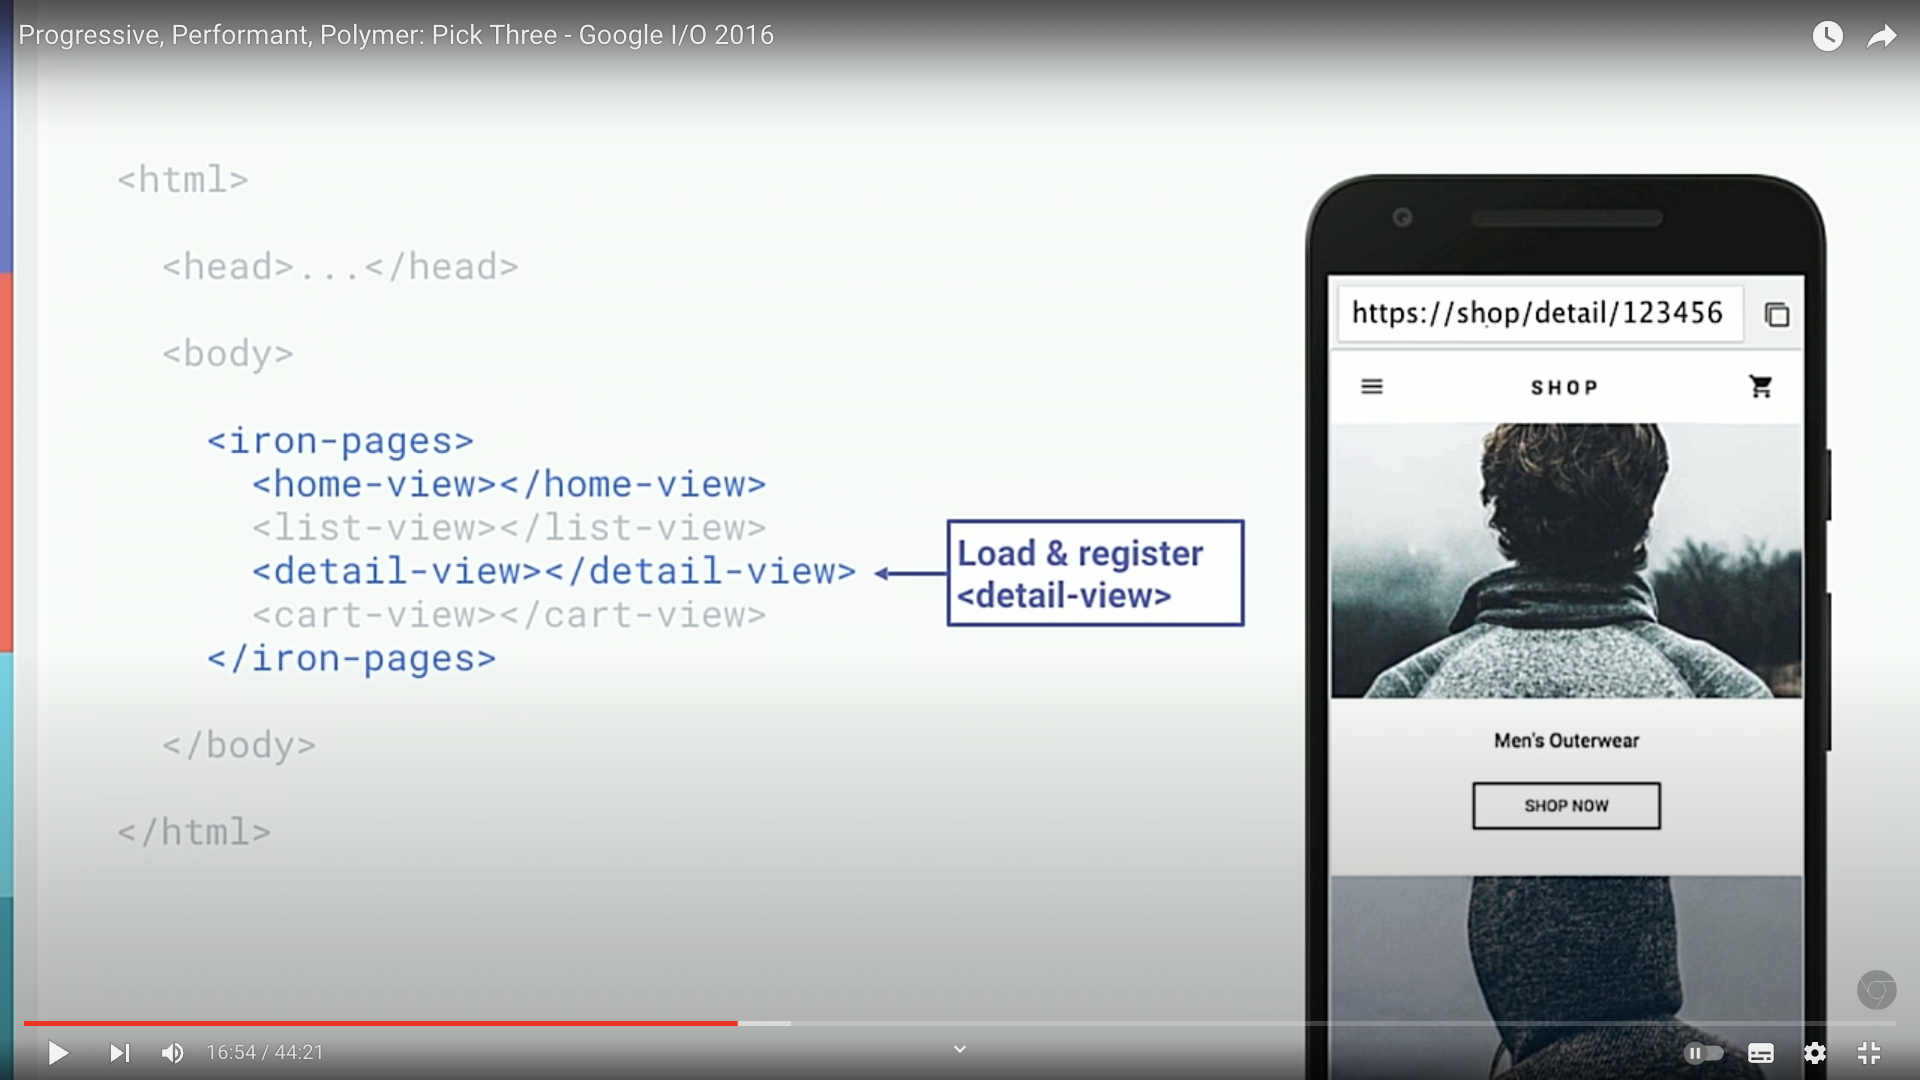 Progressive, Performant, Polymer: Pick Three - Google I/O 2016
<html>
<head>...</head>
<body>
<iron-pages>
<home-view></home-view>
<list-view></list-view>
<detail-view></detail-view>
<cart-view></cart-view>
</iron-pages>
</body>
</html>
Load & register
<detail-view>
https://shop/detail/123456
SHOP
Men's Outerwear
SHOP NOW
16:54 / 44:21